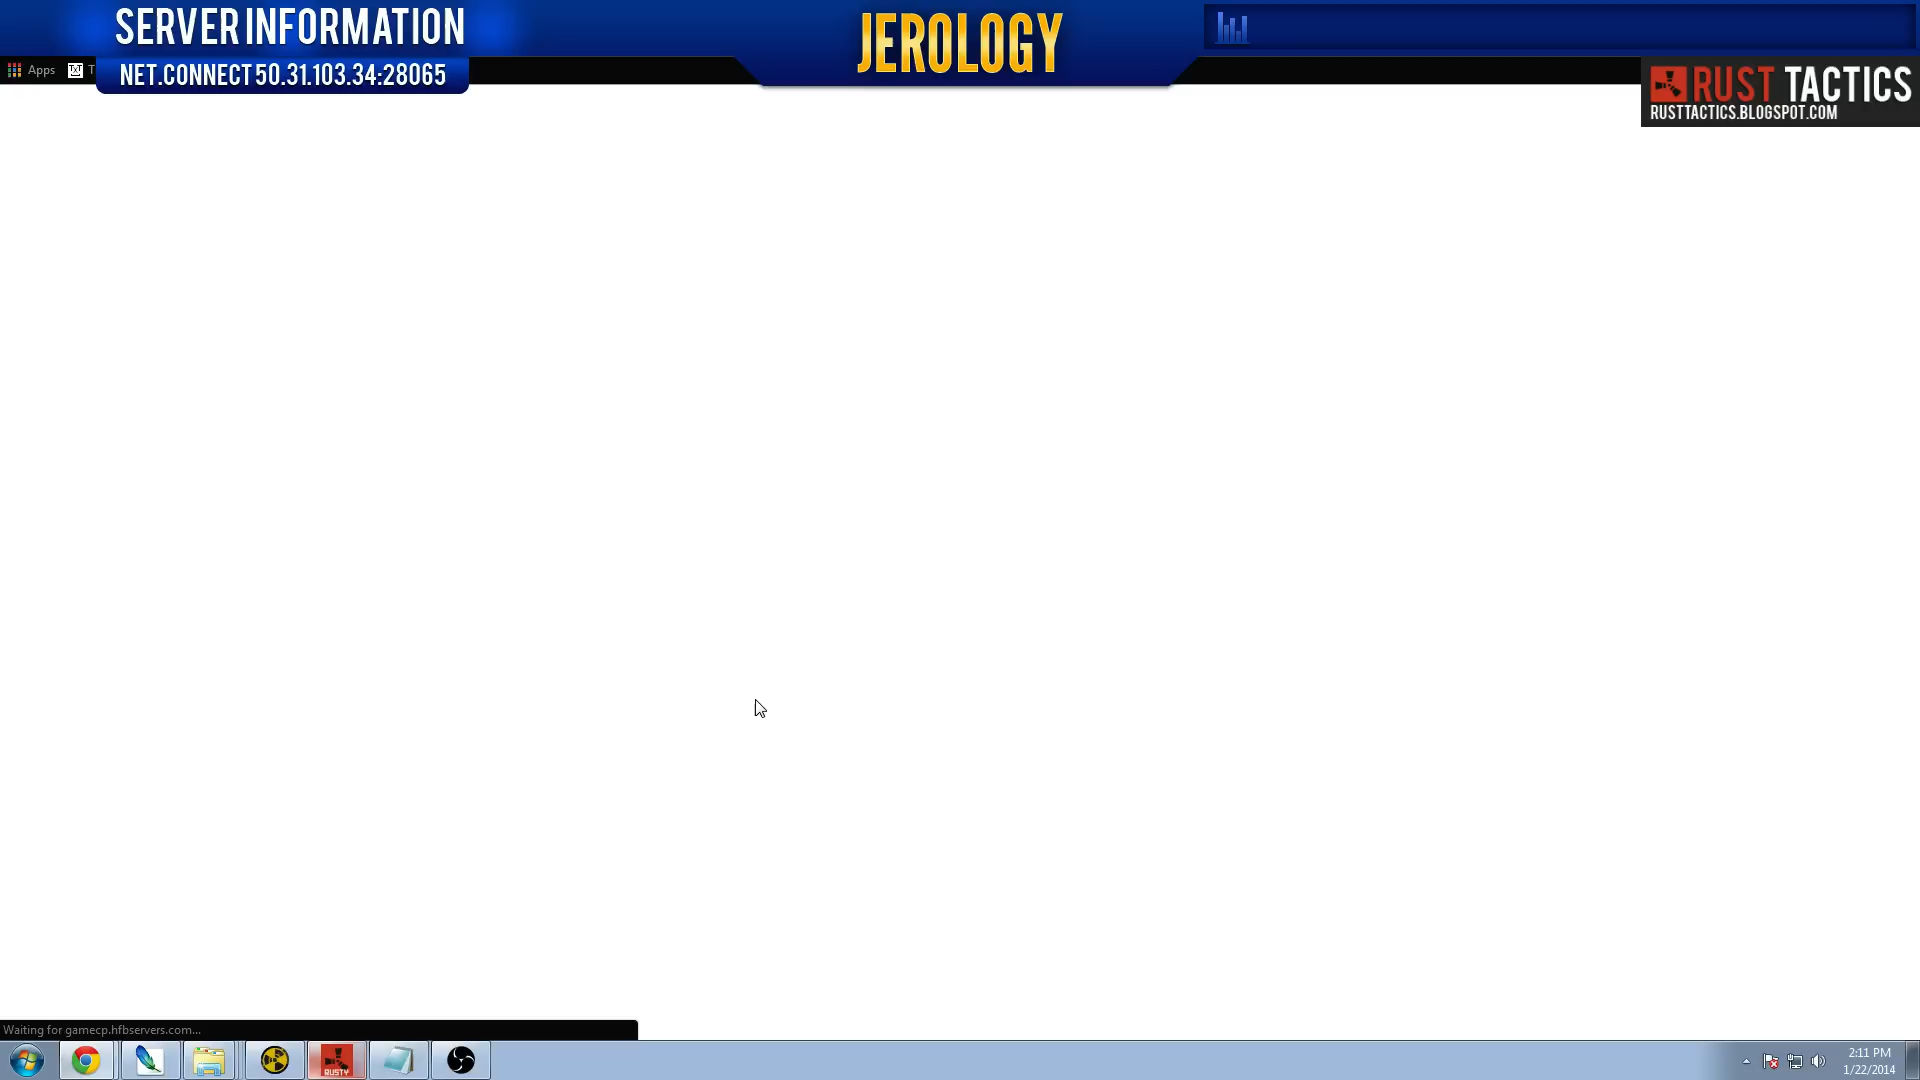 SERVER INFORMATION
JEROLOGY
Apps
T
NET.CONNECT 50.31.103.34:28065
RUST TACTICS
RUSTTACTICS.BLOGSPOT.COM
Waiting for gamecp.hfbservers.com...
RUSTY
2:11 PM
1/22/2014